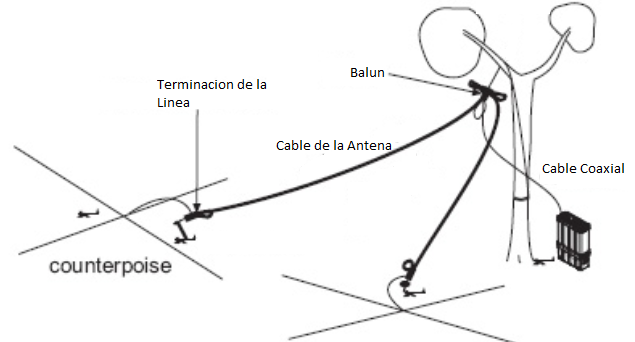 Terminacion de la
Linea
Balun
Cable de la Antena
Cable Coaxial
counterpoise